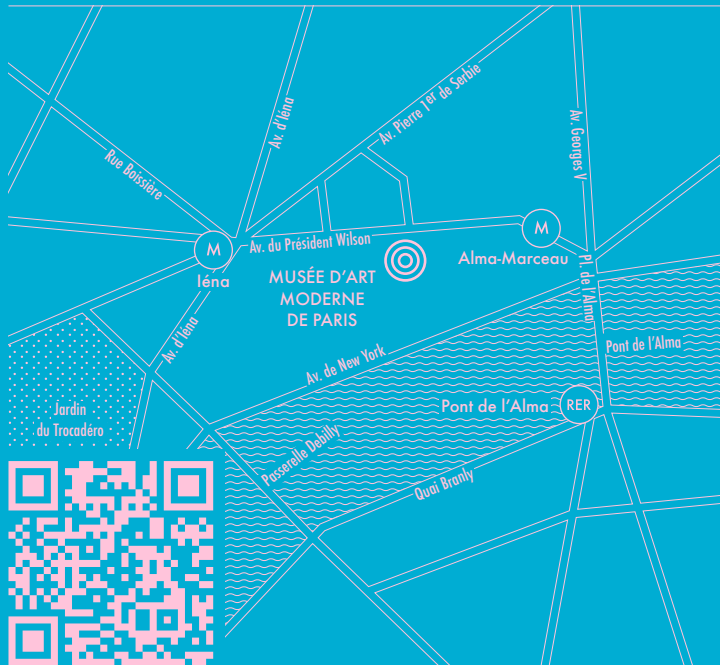 Av. d'Iéna
Av. Pierre 1er de Serbie
Av. Georges V
Rue Boissière
M
Av. du Président Wilson
M
Iéna
MUSÉE D'ART
MODERNE
DE PARIS
Alma-Marceau
Pl. de l'Alma
Av. d'Iéna
Av. de New York
Pont de l'Alma
Jardin
du Trocadéro
Pont de l'Alma
RER
Passerelle Debilly
Quai Branly